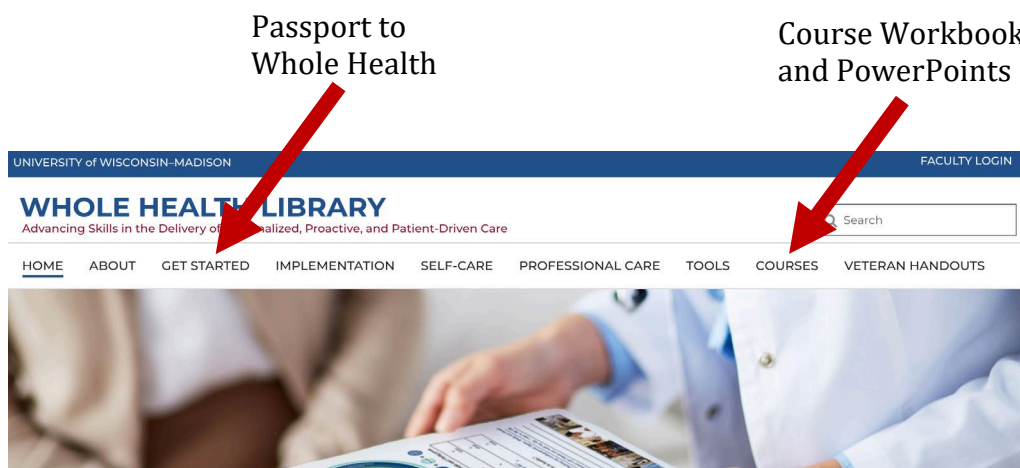 Passport to
Whole Health
Course Workbook
and PowerPoints
UNIVERSITY of WISCONSIN–MADISON
FACULTY LOGIN
WHOLE HEALTH LIBRARY
Advancing Skills in the Delivery of and Patient-Driven Care
Search
HOME ABOUT GET STARTED IMPLEMENTATION SELF-CARE PROFESSIONAL CARE TOOLS COURSES VETERAN HANDOUTS